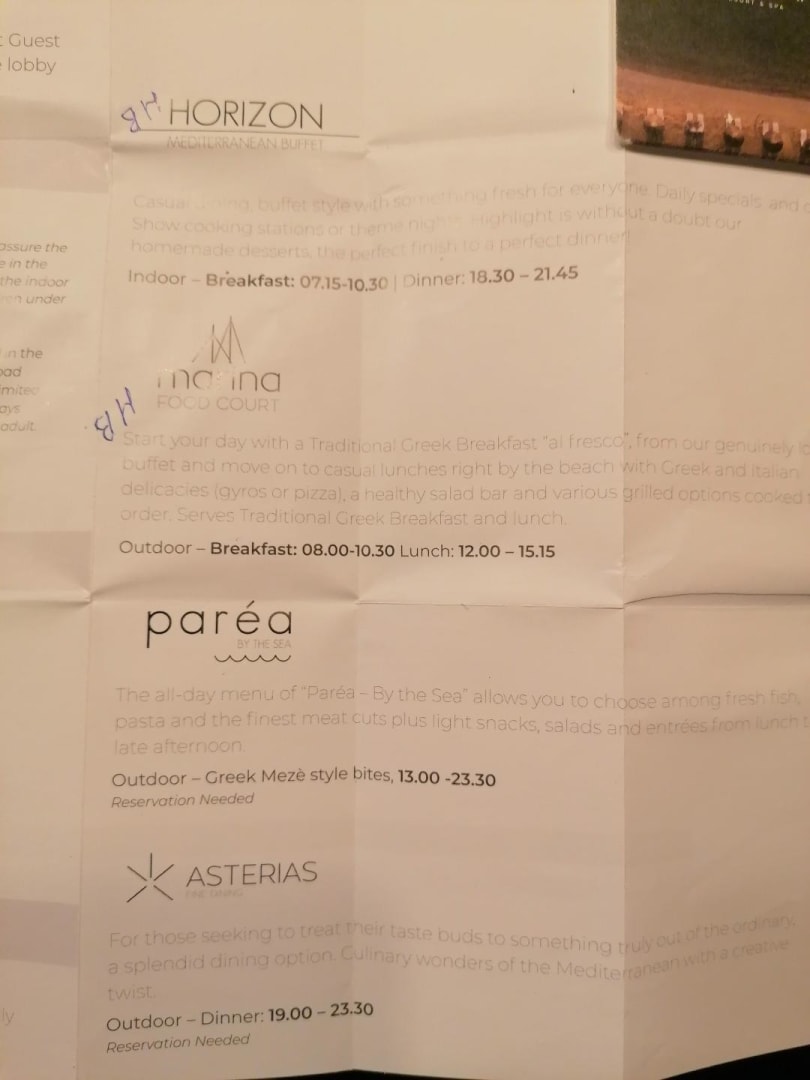 : Guest
lobby
HB
HORIZON
MEDITERRANEAN BUFFET
Casual dining, buffet style with something fresh for everyone. Daily specials and
Show cooking stations or theme nights. Highlight is without a doubt our
homemade desserts, the perfect finish to a perfect dinner!
Indoor – Breakfast: 07.15-10.30 | Dinner: 18.30 – 21.45
marina
FOOD COURT
HB
Start your day with a Traditional Greek Breakfast "al fresco", from our genuinely
buffet and move on to casual lunches right by the beach with Greek and Italian
delicacies (gyros or pizza), a healthy salad bar and various grilled options cooked
order. Serves Traditional Greek Breakfast and lunch.
Outdoor – Breakfast: 08.00-10.30 Lunch: 12.00 – 15.15
paréa
BY THE SEA
The all-day menu of "Paréa – By the Sea" allows you to choose among fresh fish,
pasta and the finest meat cuts plus light snacks, salads and entrées from lunch
late afternoon.
Outdoor – Greek Mezè style bites, 13.00 -23.30
Reservation Needed
ASTERIAS
FINE DINING
For those seeking to treat their taste buds to something truly out of the ordinary,
a splendid dining option. Culinary wonders of the Mediterranean with a creative
twist.
Outdoor – Dinner: 19.00 – 23.30
Reservation Needed
assure the
e in the
the indoor
en under
in the
oad
mited
ays
adult.
ly
& SPA